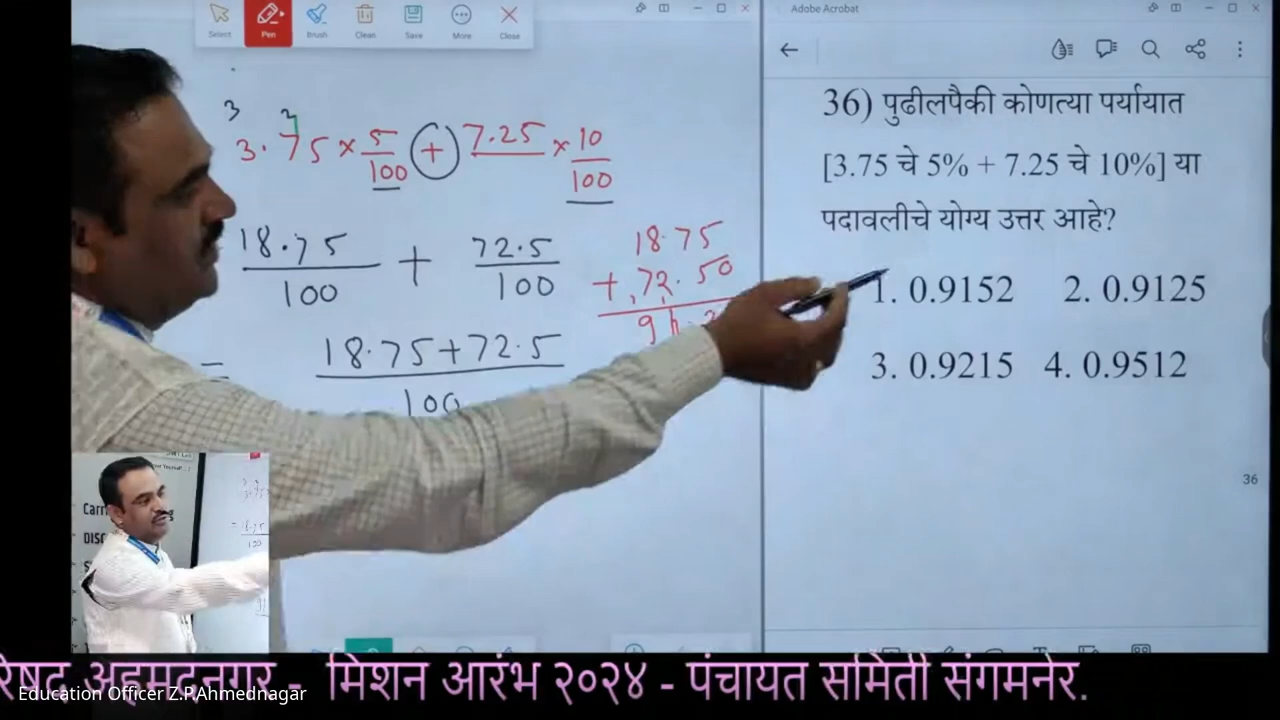 Select Pen Brush Clean Save More Close
Adobe Acrobat
3 2
3.75 × 5/100 + 7.25 × 10/100
18.75/100 + 72.5/100
18.75
+ 72.50
= 18.75+72.5
100
36) पुढीलपैकी कोणत्या पर्यायात
[3.75 चे 5% + 7.25 चे 10%] या
पदावलीचे योग्य उत्तर आहे?
1. 0.9152 2. 0.9125
3. 0.9215 4. 0.9512
36
अहमदनगर - मिशन आरंभ २०२४ - पंचायत समिती संगमनेर.
Education Officer Z.P.Ahmednagar